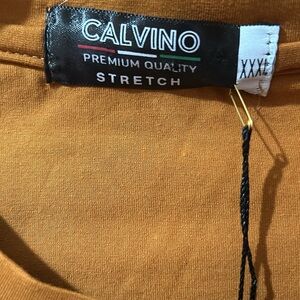 CALVINO
PREMIUM QUALITY
STRETCH
XXXL